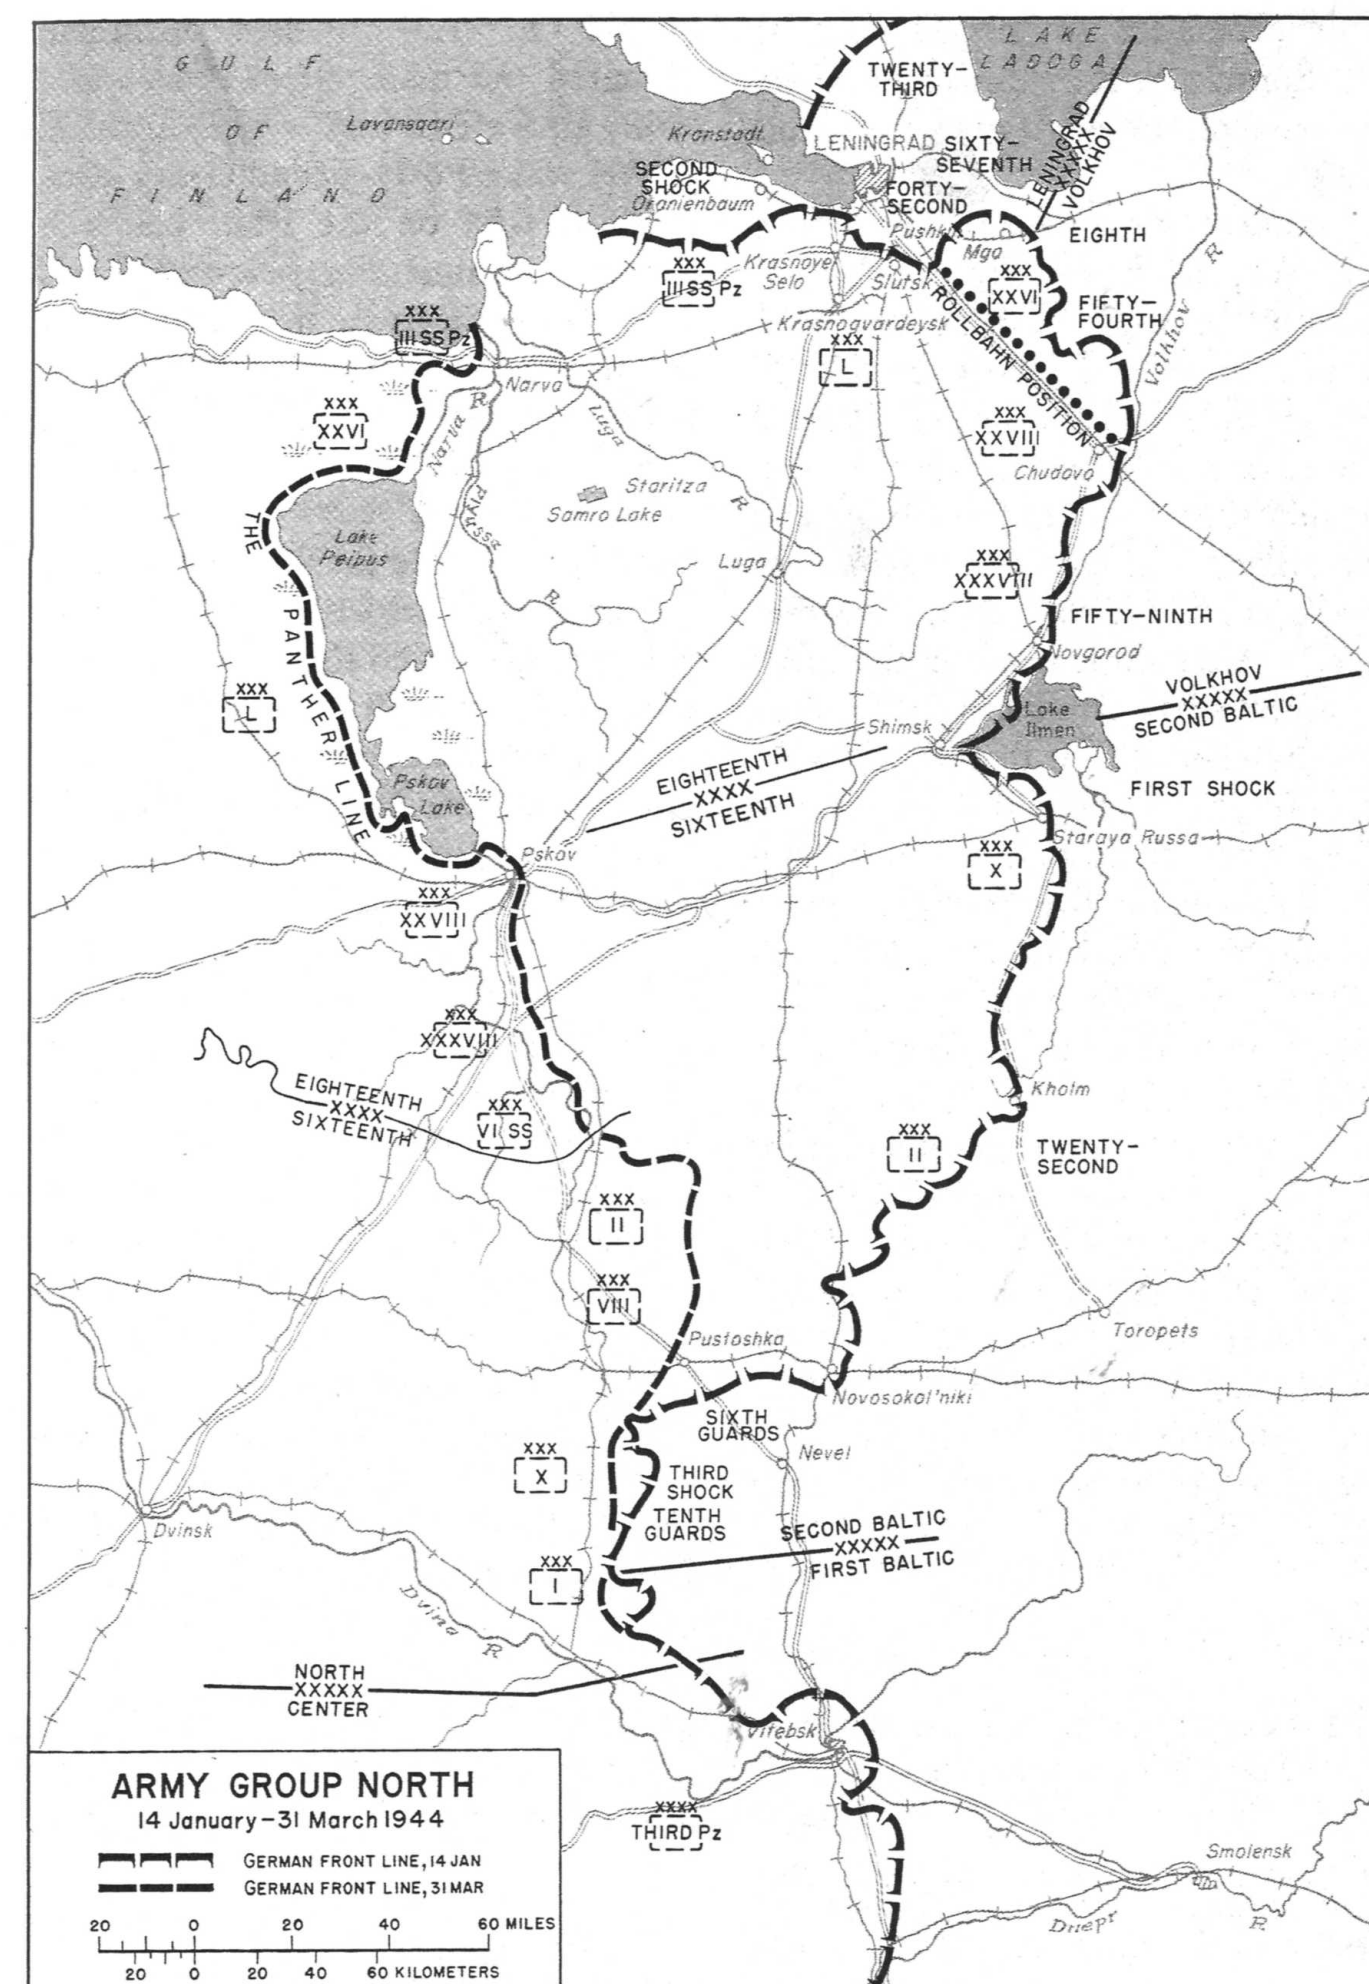 LAKE
LADOGA
GULF
OF
FINLAND
Lavansaari
Kronstadt
TWENTY-
THIRD
LENINGRAD
SIXTY-
SEVENTH
LENINGRAD
XXXXX
VOLKHOV
SECOND
SHOCK
Oranienbaum
FORTY-
SECOND
Pushkin
Mga
EIGHTH
R
XXX
III SS Pz
Krasnoye
Selo
Slutsk
XXX
XXVI
FIFTY-
FOURTH
Krasnogvardeysk
ROLLBAHN POSITION
Volkhov
XXX
III SS Pz
XXX
L
Narva
R
Narva
XXX
XXVI
Luga
R
XXX
XXVIII
Chudovo
Staritza
Samro Lake
Plyussa
R
THE PANTHER LINE
Lake
Peipus
Luga
XXX
XXXVIII
FIFTY-NINTH
Novgorod
XXX
L
VOLKHOV
XXXXX
SECOND BALTIC
Shimsk
Lake
Ilmen
EIGHTEENTH
XXXX
SIXTEENTH
FIRST SHOCK
Pskov
Lake
Staraya Russa
Pskov
XXX
X
XXX
XXVIII
XXX
XXXVIII
EIGHTEENTH
XXXX
SIXTEENTH
XXX
VI SS
Kholm
XXX
II
TWENTY-
SECOND
XXX
II
XXX
VIII
Pustoshka
Toropets
Novosokol'niki
SIXTH
GUARDS
Nevel
XXX
X
THIRD
SHOCK
TENTH
GUARDS
SECOND BALTIC
XXXXX
FIRST BALTIC
Dvinsk
XXX
I
Dvina
R
NORTH
XXXXX
CENTER
Vitebsk
XXXX
THIRD Pz
Smolensk
Dnepr
R
ARMY GROUP NORTH
14 January–31 March 1944
GERMAN FRONT LINE, 14 JAN
GERMAN FRONT LINE, 31 MAR
20 0 20 40 60 MILES
20 0 20 40 60 KILOMETERS